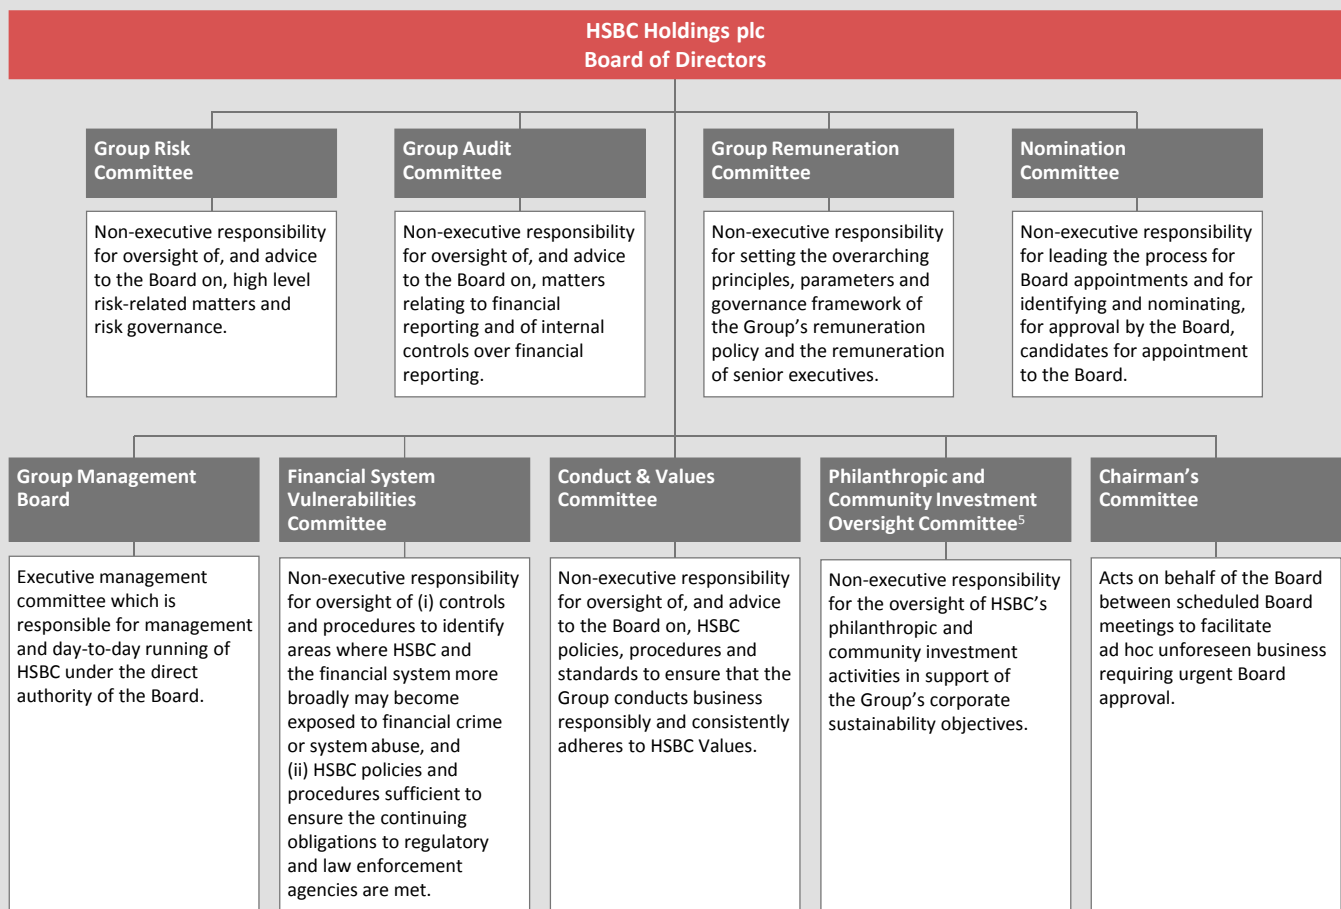 HSBC Holdings plc
Board of Directors
Group Risk
Committee
Non-executive responsibility
for oversight of, and advice
to the Board on, high level
risk-related matters and
risk governance.
Group Audit
Committee
Non-executive responsibility
for oversight of, and advice
to the Board on, matters
relating to financial
reporting and of internal
controls over financial
reporting.
Group Remuneration
Committee
Non-executive responsibility
for setting the overarching
principles, parameters and
governance framework of
the Group’s remuneration
policy and the remuneration
of senior executives.
Nomination
Committee
Non-executive responsibility
for leading the process for
Board appointments and for
identifying and nominating,
for approval by the Board,
candidates for appointment
to the Board.
Group Management
Board
Executive management
committee which is
responsible for management
and day-to-day running of
HSBC under the direct
authority of the Board.
Financial System
Vulnerabilities
Committee
Non-executive responsibility
for oversight of (i) controls
and procedures to identify
areas where HSBC and
the financial system more
broadly may become
exposed to financial crime
or system abuse, and
(ii) HSBC policies and
procedures sufficient to
ensure the continuing
obligations to regulatory
and law enforcement
agencies are met.
Conduct & Values
Committee
Non-executive responsibility
for oversight of, and advice
to the Board on, HSBC
policies, procedures and
standards to ensure that the
Group conducts business
responsibly and consistently
adheres to HSBC Values.
Philanthropic and
Community Investment
Oversight Committee⁵
Non-executive responsibility
for the oversight of HSBC’s
philanthropic and
community investment
activities in support of
the Group’s corporate
sustainability objectives.
Chairman’s
Committee
Acts on behalf of the Board
between scheduled Board
meetings to facilitate
ad hoc unforeseen business
requiring urgent Board
approval.